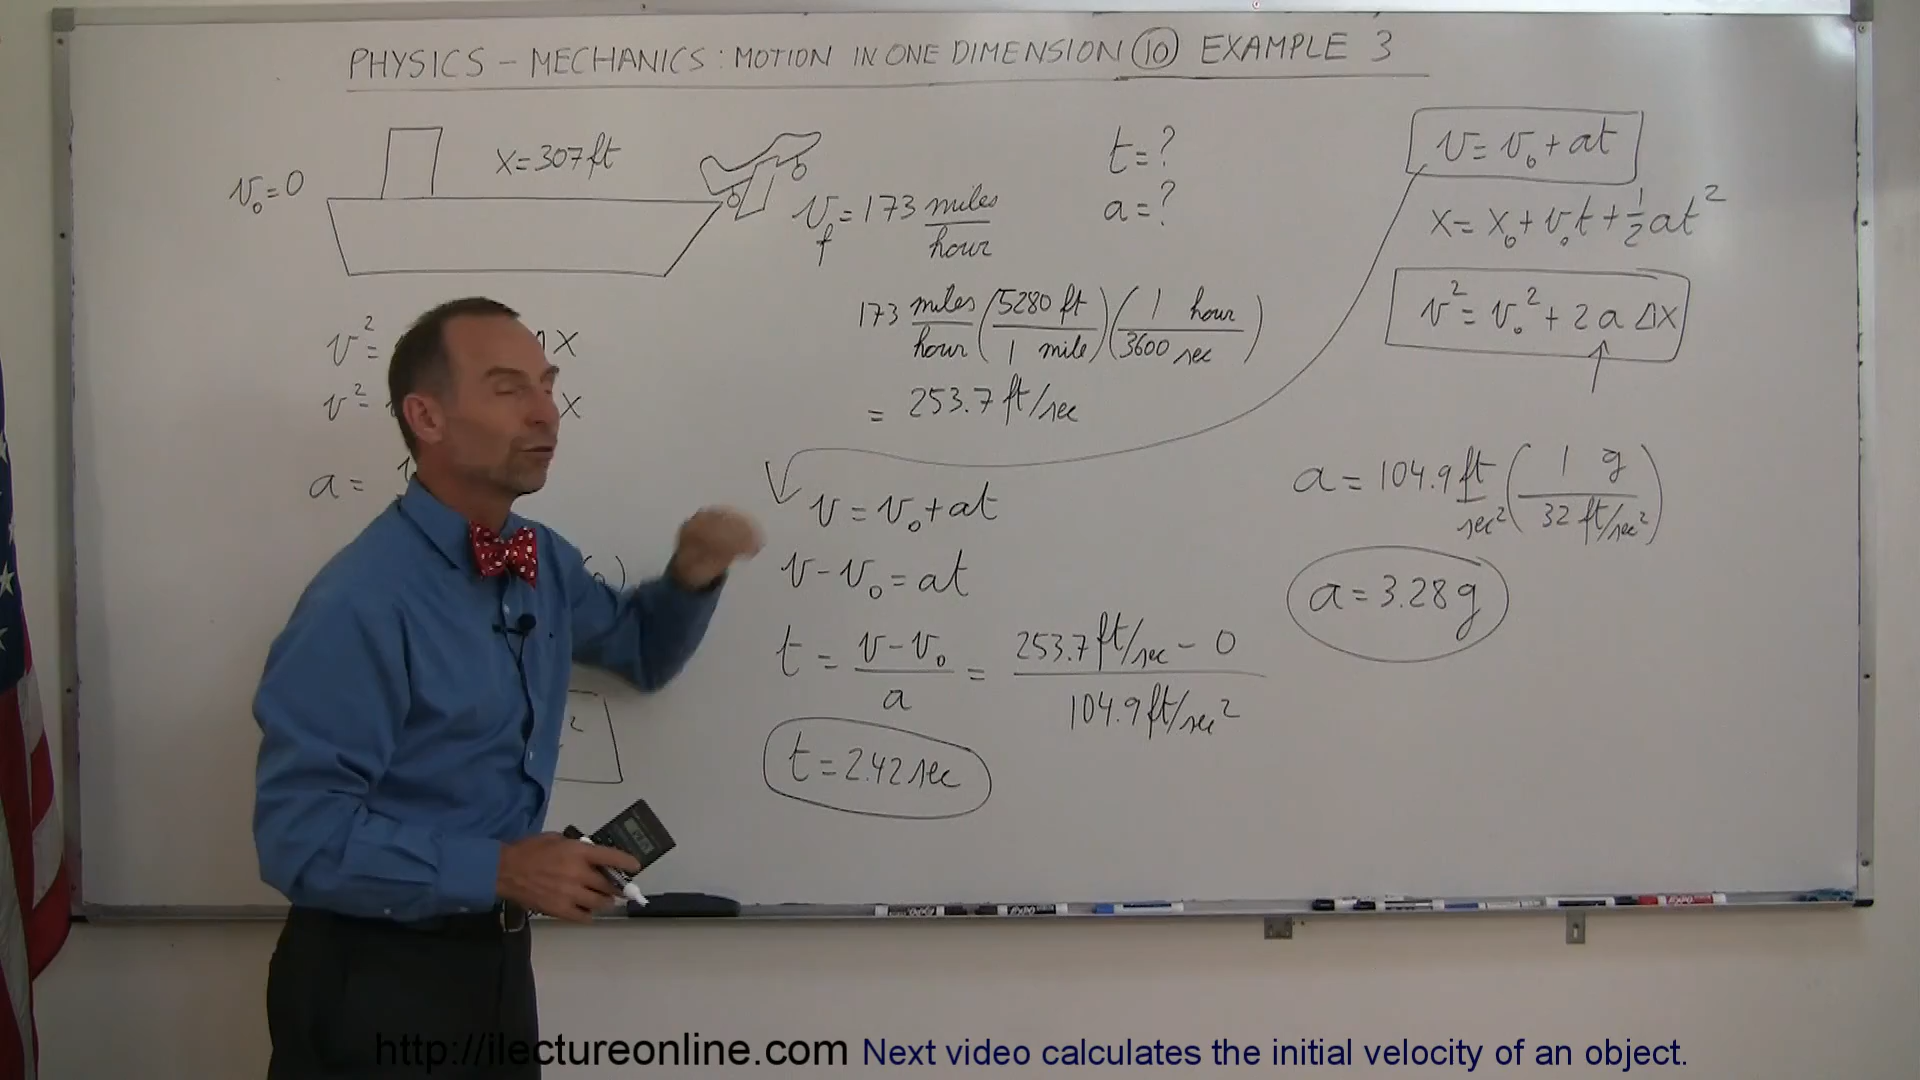 PHYSICS - MECHANICS: MOTION IN ONE DIMENSION (10) EXAMPLE 3
v₀ = 0
x = 307 ft
v_f = 173 miles/hour
t = ?
a = ?
v = v₀ + at
x = x₀ + v₀t + ½at²
v² = v₀² + 2a Δx
173 miles/hour (5280 ft / 1 mile) (1 hour / 3600 sec)
= 253.7 ft/sec
v² = Δx
v² = x
a =
v = v₀ + at
v - v₀ = at
t = (v - v₀)/a = (253.7 ft/sec - 0) / (104.9 ft/sec²)
t = 2.42 sec
a = 104.9 ft/sec² (1 g / 32 ft/sec²)
a = 3.28 g
EXPO
http://ilectureonline.com Next video calculates the initial velocity of an object.